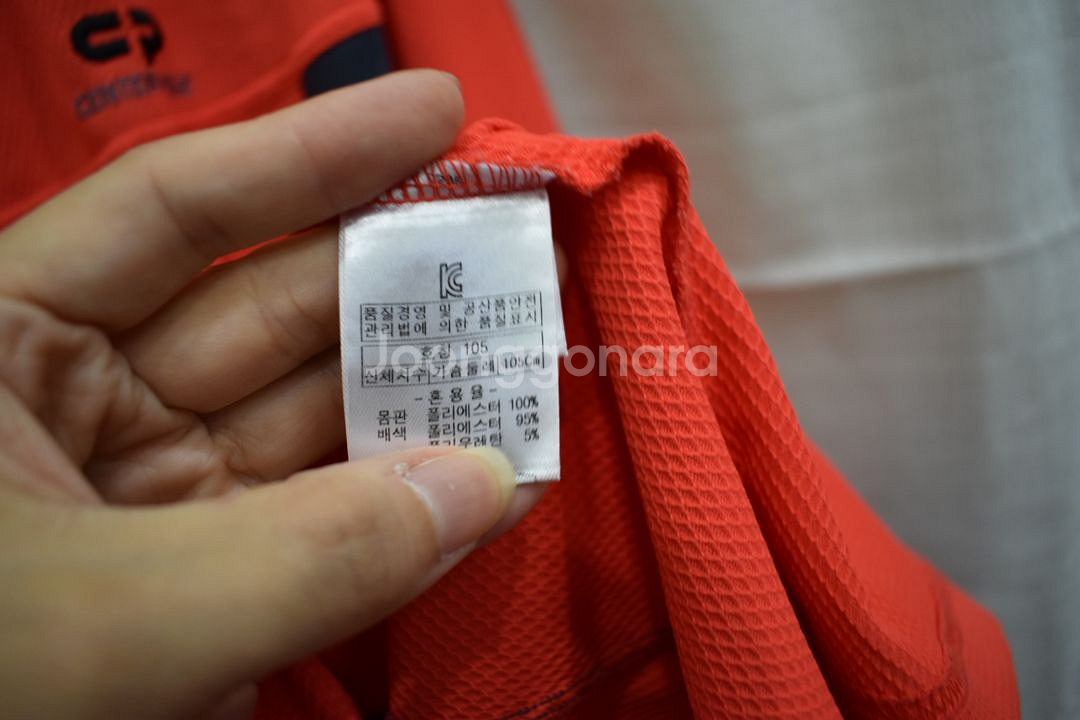 KC
품질경영 및 공산품안전
관리법에 의한 품질표시
호칭 105
신체치수 가슴둘레 105Cm
- 혼 용 율 -
몸판 폴리에스터 100%
배색 폴리에스터 95%
폴리우레탄 5%
Joonggonara